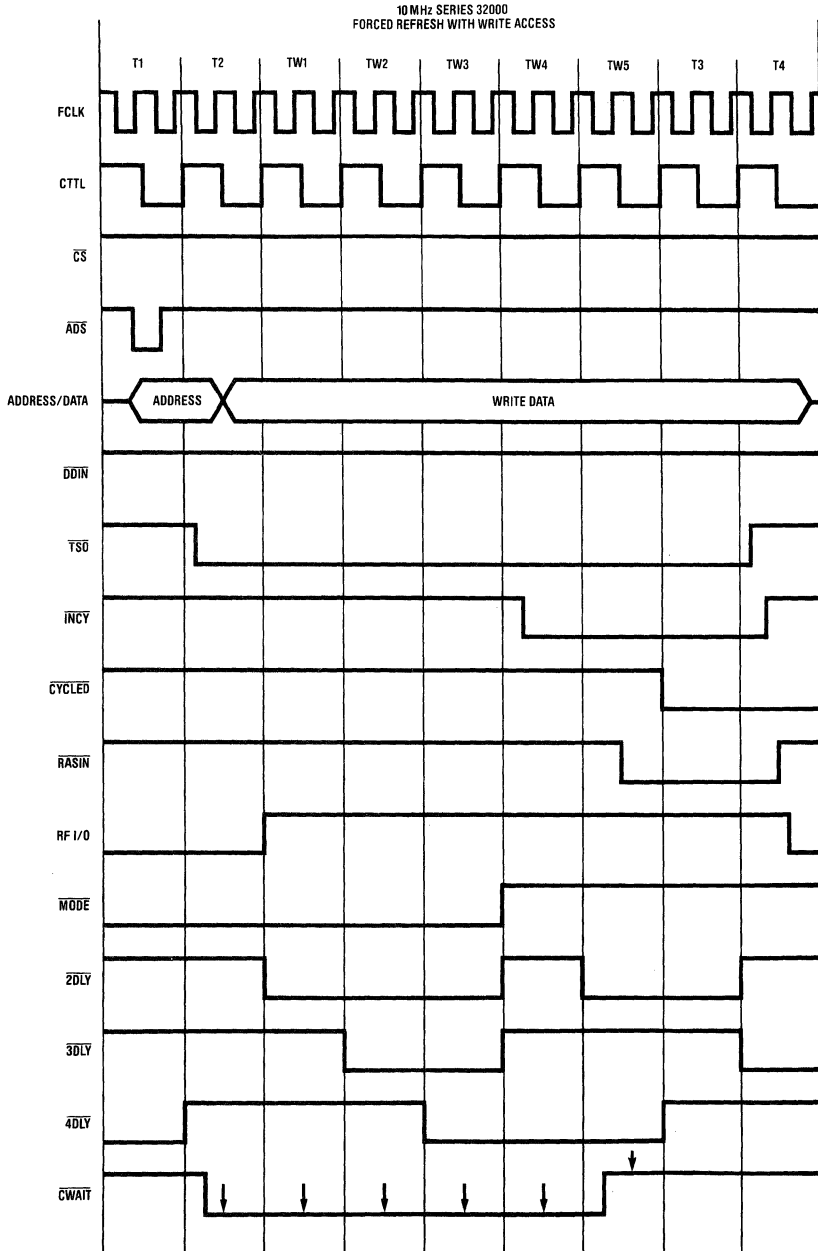 10 MHz SERIES 32000
FORCED REFRESH WITH WRITE ACCESS
T1 T2 TW1 TW2 TW3 TW4 TW5 T3 T4
FCLK
CTTL
CS
ADS
ADDRESS/DATA ADDRESS WRITE DATA
DDIN
TSO
INCY
CYCLED
RASIN
RF I/O
MODE
2DLY
3DLY
4DLY
CWAIT